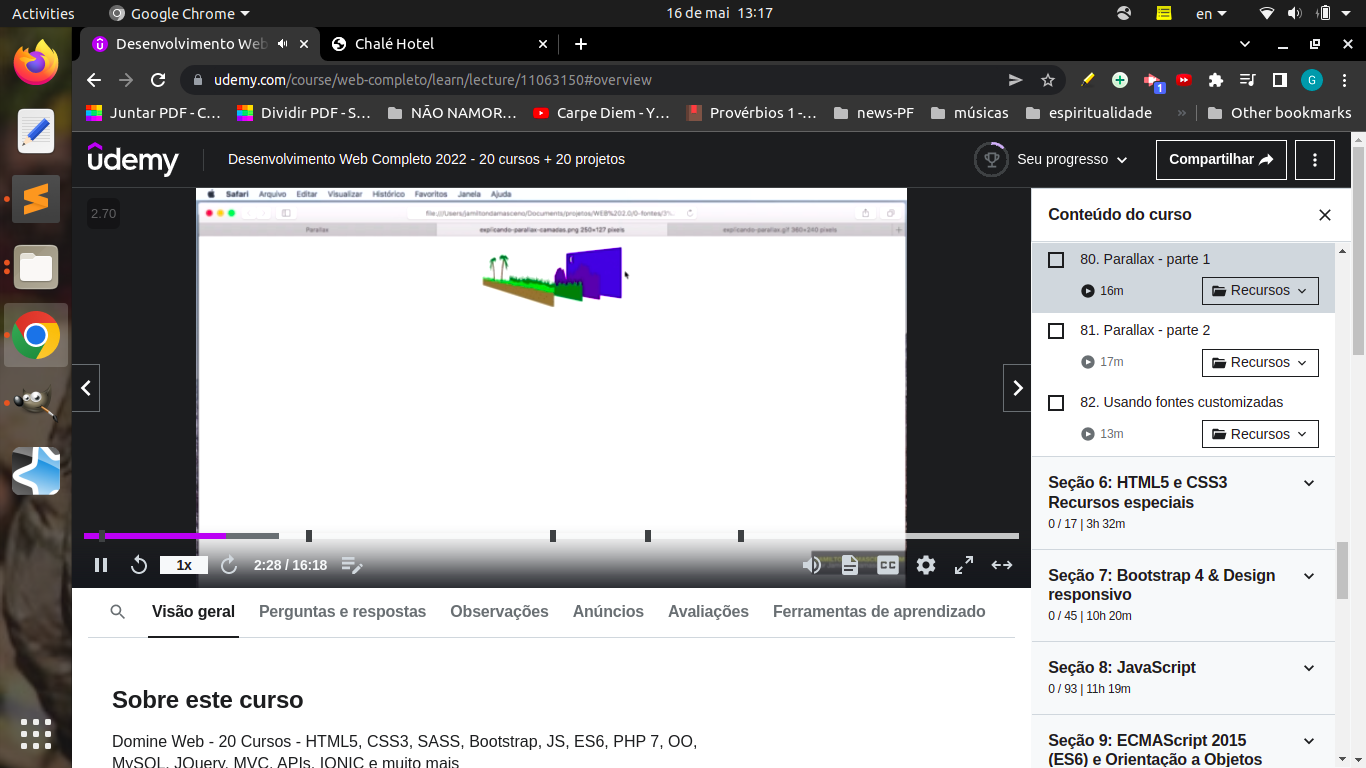 Activities
Google Chrome
16 de mai 13:17
en
Desenvolvimento Web
Chalé Hotel
udemy.com/course/web-completo/learn/lecture/11063150#overview
G
1
Juntar PDF - C...
Dividir PDF - S...
NÃO NAMOR...
Carpe Diem - Y...
Provérbios 1 -...
news-PF
músicas
espiritualidade
»
Other bookmarks
udemy
Desenvolvimento Web Completo 2022 - 20 cursos + 20 projetos
Seu progresso
Compartilhar
2.70
Safari Arquivo Editar Visualizar Histórico Favoritos Janela Ajuda
file:///Users/jamiltondamasceno/Documents/projetos/WEB%202.0/0-fontes/3%...
Parallax
explicando-parallax-camadas.png 250×127 pixels
explicando-parallax.gif 360×240 pixels
1x
2:28 / 16:18
CC
Conteúdo do curso
80. Parallax - parte 1
16m
Recursos
81. Parallax - parte 2
17m
Recursos
82. Usando fontes customizadas
13m
Recursos
Seção 6: HTML5 e CSS3
Recursos especiais
0 / 17 | 3h 32m
Seção 7: Bootstrap 4 & Design
responsivo
0 / 45 | 10h 20m
Seção 8: JavaScript
0 / 93 | 11h 19m
Seção 9: ECMAScript 2015
(ES6) e Orientação a Objetos
Visão geral
Perguntas e respostas
Observações
Anúncios
Avaliações
Ferramentas de aprendizado
Sobre este curso
Domine Web - 20 Cursos - HTML5, CSS3, SASS, Bootstrap, JS, ES6, PHP 7, OO,
MySQL, JQuery, MVC, APIs, IONIC e muito mais